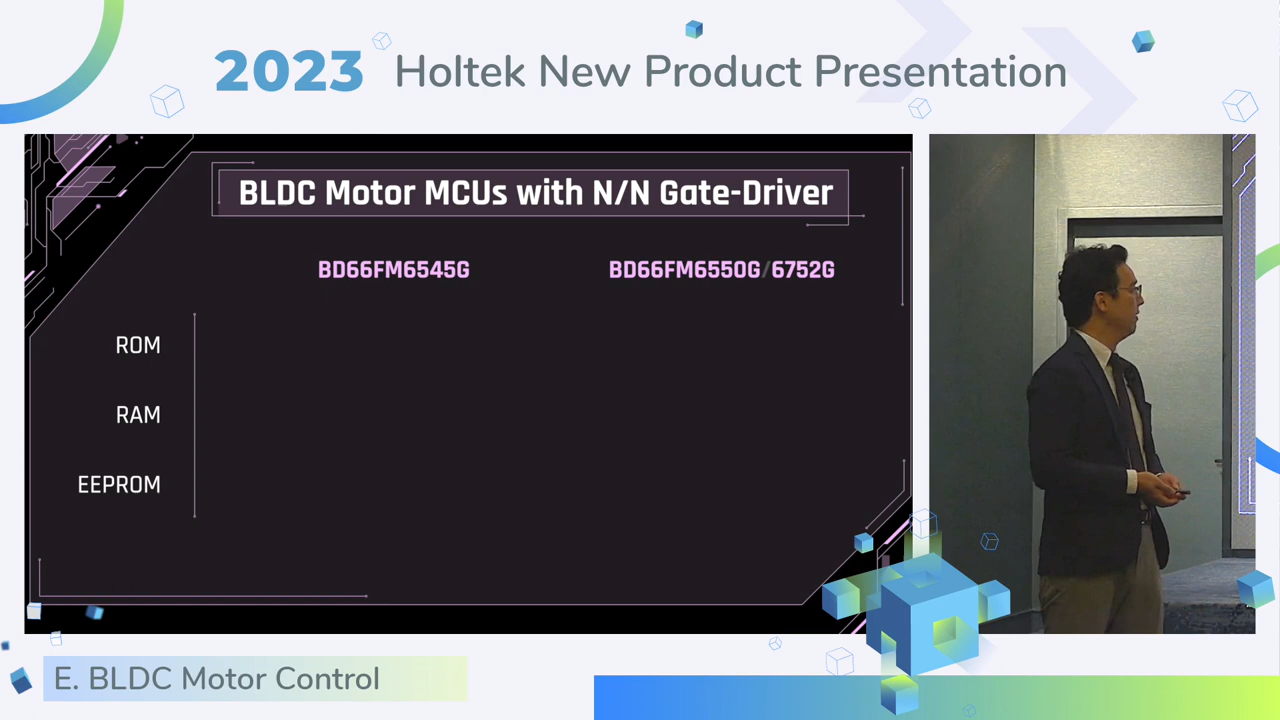 2023 Holtek New Product Presentation
BLDC Motor MCUs with N/N Gate-Driver
BD66FM6545G BD66FM6550G/6752G
ROM
RAM
EEPROM
E. BLDC Motor Control